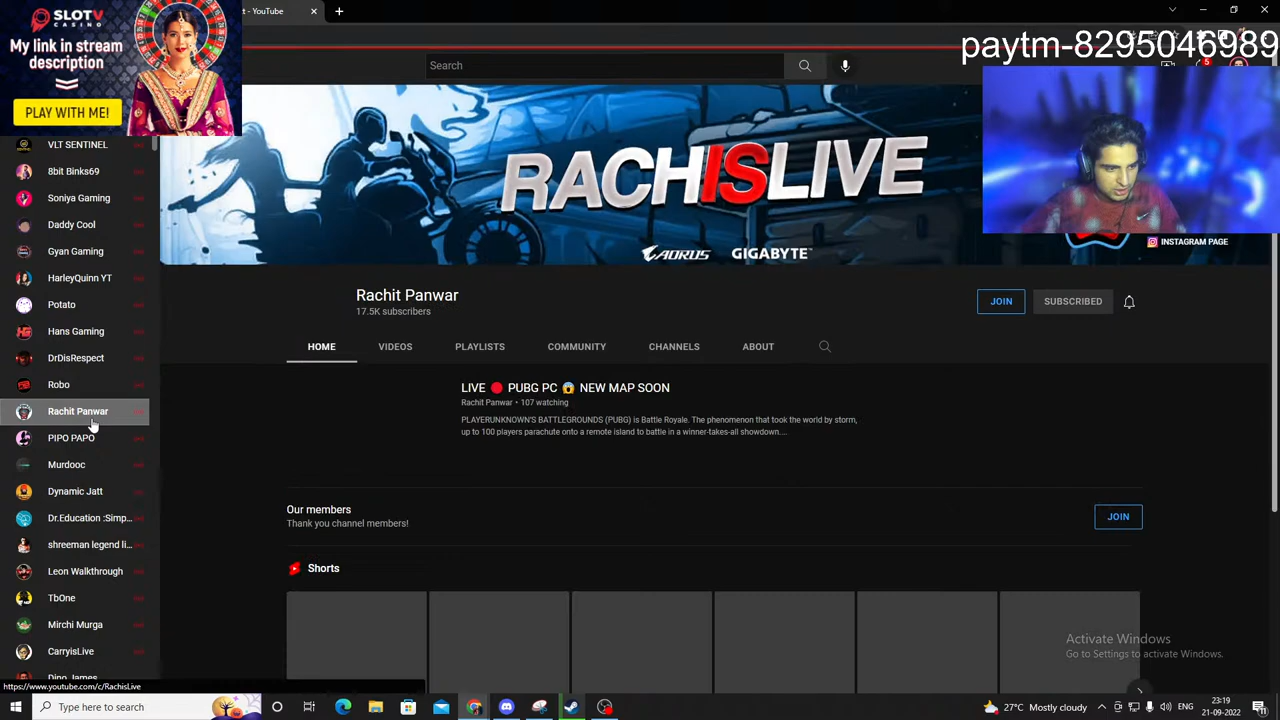 SLOTV
CASINO
My link in stream
description
PLAY WITH ME!
- YouTube
paytm-8295046989
Search
5
RACHISLIVE
AORUS GIGABYTE™
INSTAGRAM PAGE
VLT SENTINEL
8bit Binks69
Soniya Gaming
Daddy Cool
Gyan Gaming
HarleyQuinn YT
Potato
Hans Gaming
DrDisRespect
Robo
Rachit Panwar
PIPO PAPO
Murdooc
Dynamic Jatt
Dr.Education :Simp...
shreeman legend li...
Leon Walkthrough
TbOne
Mirchi Murga
CarryisLive
Dino James
Rachit Panwar
17.5K subscribers
JOIN
SUBSCRIBED
HOME
VIDEOS
PLAYLISTS
COMMUNITY
CHANNELS
ABOUT
LIVE 🔴 PUBG PC 😱 NEW MAP SOON
Rachit Panwar • 107 watching
PLAYERUNKNOWN'S BATTLEGROUNDS (PUBG) is Battle Royale. The phenomenon that took the world by storm,
up to 100 players parachute onto a remote island to battle in a winner-takes-all showdown....
Our members
Thank you channel members!
JOIN
Shorts
Activate Windows
Go to Settings to activate Windows.
https://www.youtube.com/c/RachisLive
Type here to search
27°C Mostly cloudy
ENG
23:19
21-09-2022